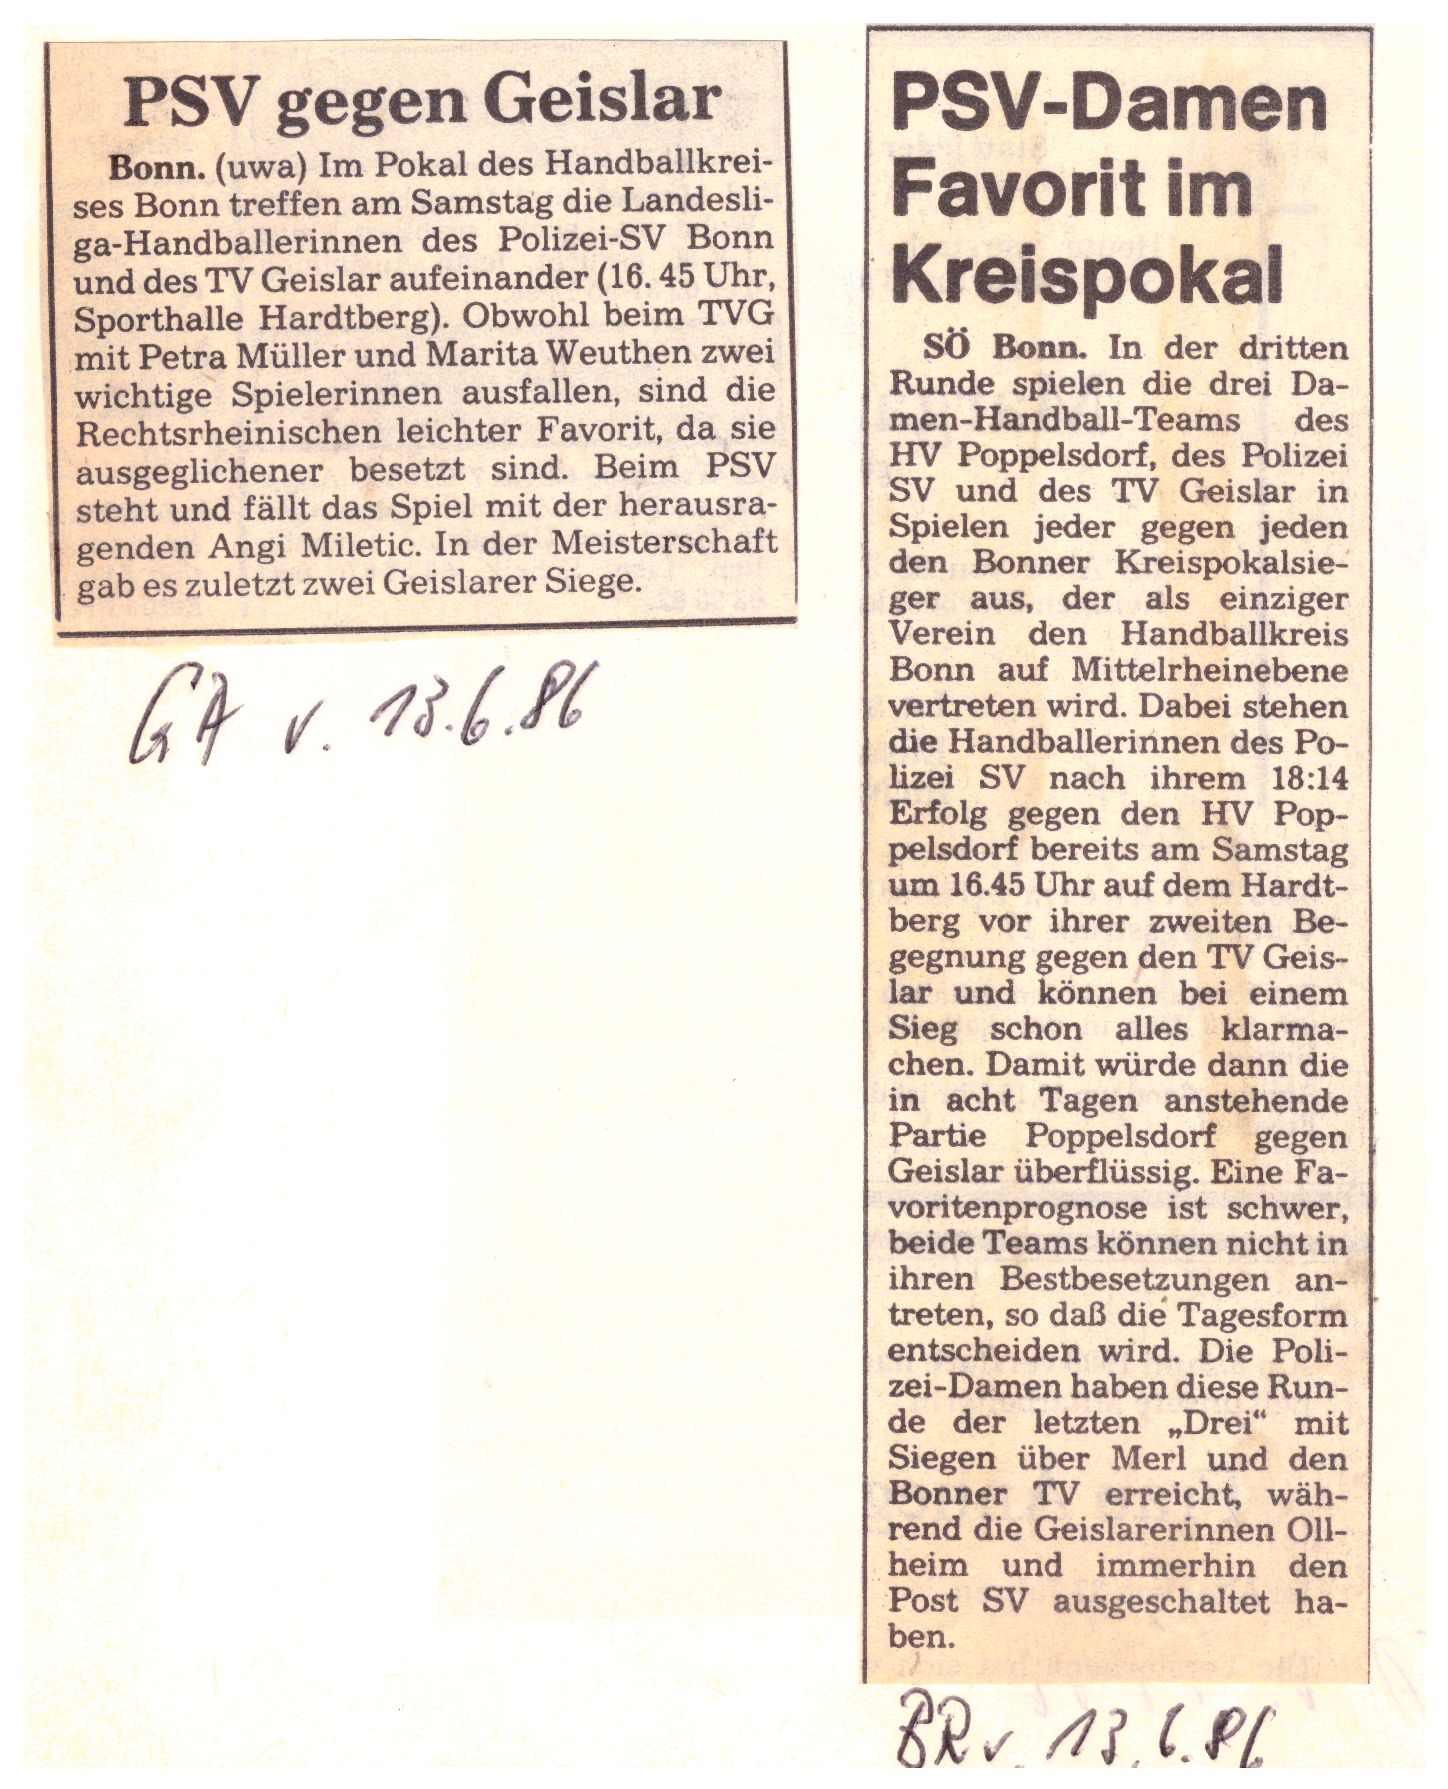 PSV gegen Geislar
Bonn. (uwa) Im Pokal des Handballkrei-
ses Bonn treffen am Samstag die Landesli-
ga-Handballerinnen des Polizei-SV Bonn
und des TV Geislar aufeinander (16.45 Uhr,
Sporthalle Hardtberg). Obwohl beim TVG
mit Petra Müller und Marita Weuthen zwei
wichtige Spielerinnen ausfallen, sind die
Rechtsrheinischen leichter Favorit, da sie
ausgeglichener besetzt sind. Beim PSV
steht und fällt das Spiel mit der herausra-
genden Angi Miletic. In der Meisterschaft
gab es zuletzt zwei Geislarer Siege.
GA v. 13.6.86
PSV-Damen
Favorit im
Kreispokal
SÖ Bonn. In der dritten
Runde spielen die drei Da-
men-Handball-Teams des
HV Poppelsdorf, des Polizei
SV und des TV Geislar in
Spielen jeder gegen jeden
den Bonner Kreispokalsie-
ger aus, der als einziger
Verein den Handballkreis
Bonn auf Mittelrheinebene
vertreten wird. Dabei stehen
die Handballerinnen des Po-
lizei SV nach ihrem 18:14
Erfolg gegen den HV Pop-
pelsdorf bereits am Samstag
um 16.45 Uhr auf dem Hardt-
berg vor ihrer zweiten Be-
gegnung gegen den TV Geis-
lar und können bei einem
Sieg schon alles klarma-
chen. Damit würde dann die
in acht Tagen anstehende
Partie Poppelsdorf gegen
Geislar überflüssig. Eine Fa-
voritenprognose ist schwer,
beide Teams können nicht in
ihren Bestbesetzungen an-
treten, so daß die Tagesform
entscheiden wird. Die Poli-
zei-Damen haben diese Run-
de der letzten „Drei“ mit
Siegen über Merl und den
Bonner TV erreicht, wäh-
rend die Geislarerinnen Oll-
heim und immerhin den
Post SV ausgeschaltet ha-
ben.
BR v. 13.6.86